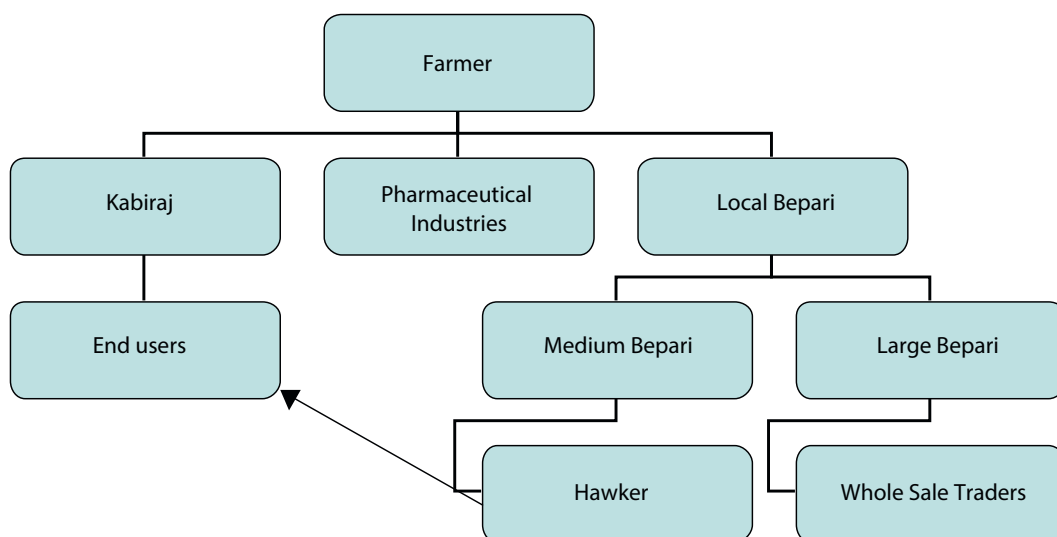 Farmer
Kabiraj
Pharmaceutical
Industries
Local Bepari
End users
Medium Bepari
Large Bepari
Hawker
Whole Sale Traders